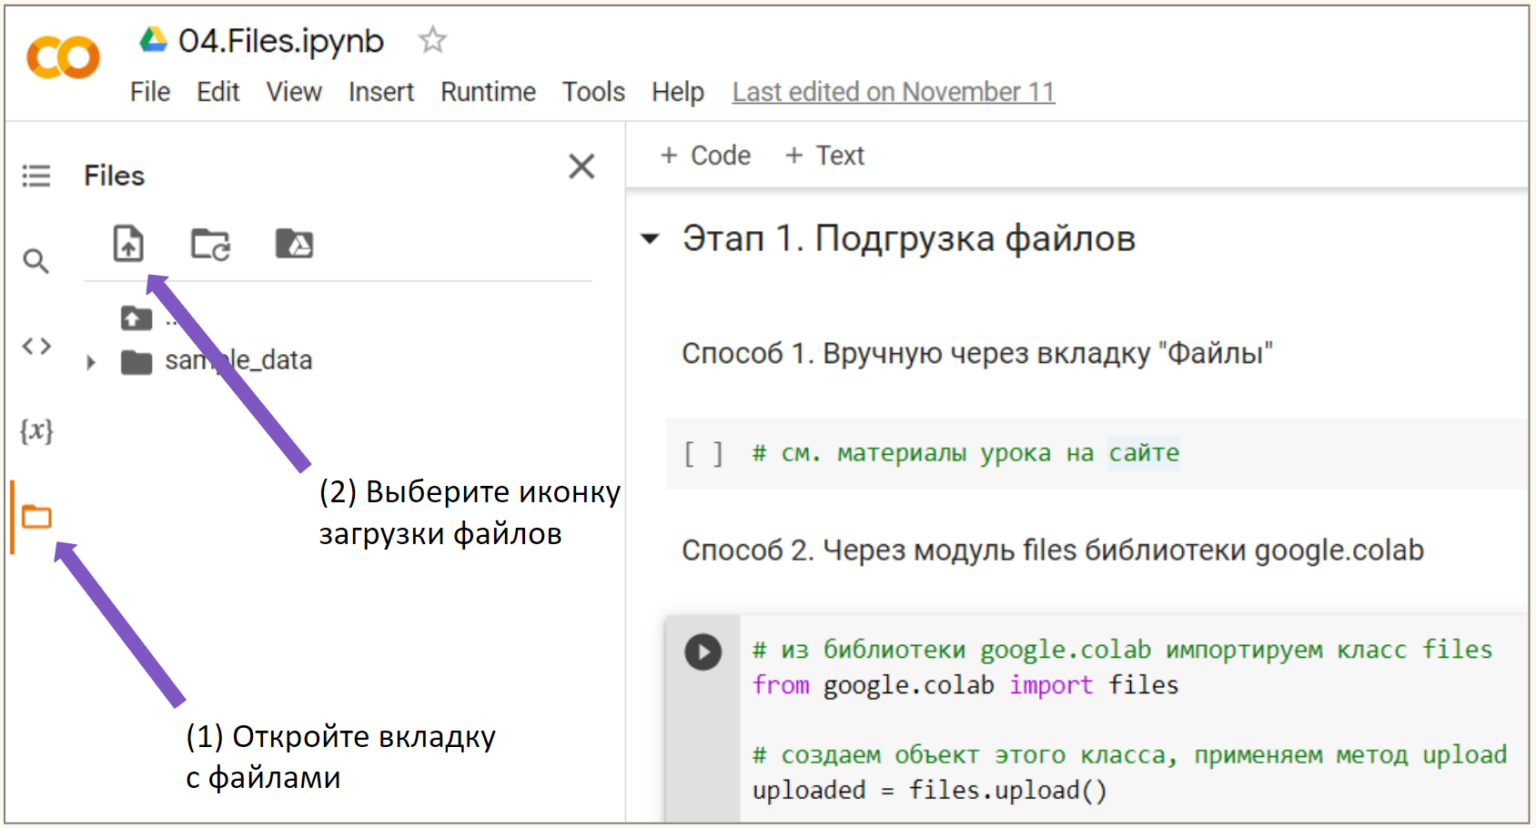 04.Files.ipynb
File Edit View Insert Runtime Tools Help Last edited on November 11
Files
+ Code + Text
..
sample_data
{x}
(2) Выберите иконку
загрузки файлов
(1) Откройте вкладку
с файлами
Этап 1. Подгрузка файлов
Способ 1. Вручную через вкладку "Файлы"
[ ] # см. материалы урока на сайте
Способ 2. Через модуль files библиотеки google.colab
# из библиотеки google.colab импортируем класс files
from google.colab import files
# создаем объект этого класса, применяем метод upload
uploaded = files.upload()